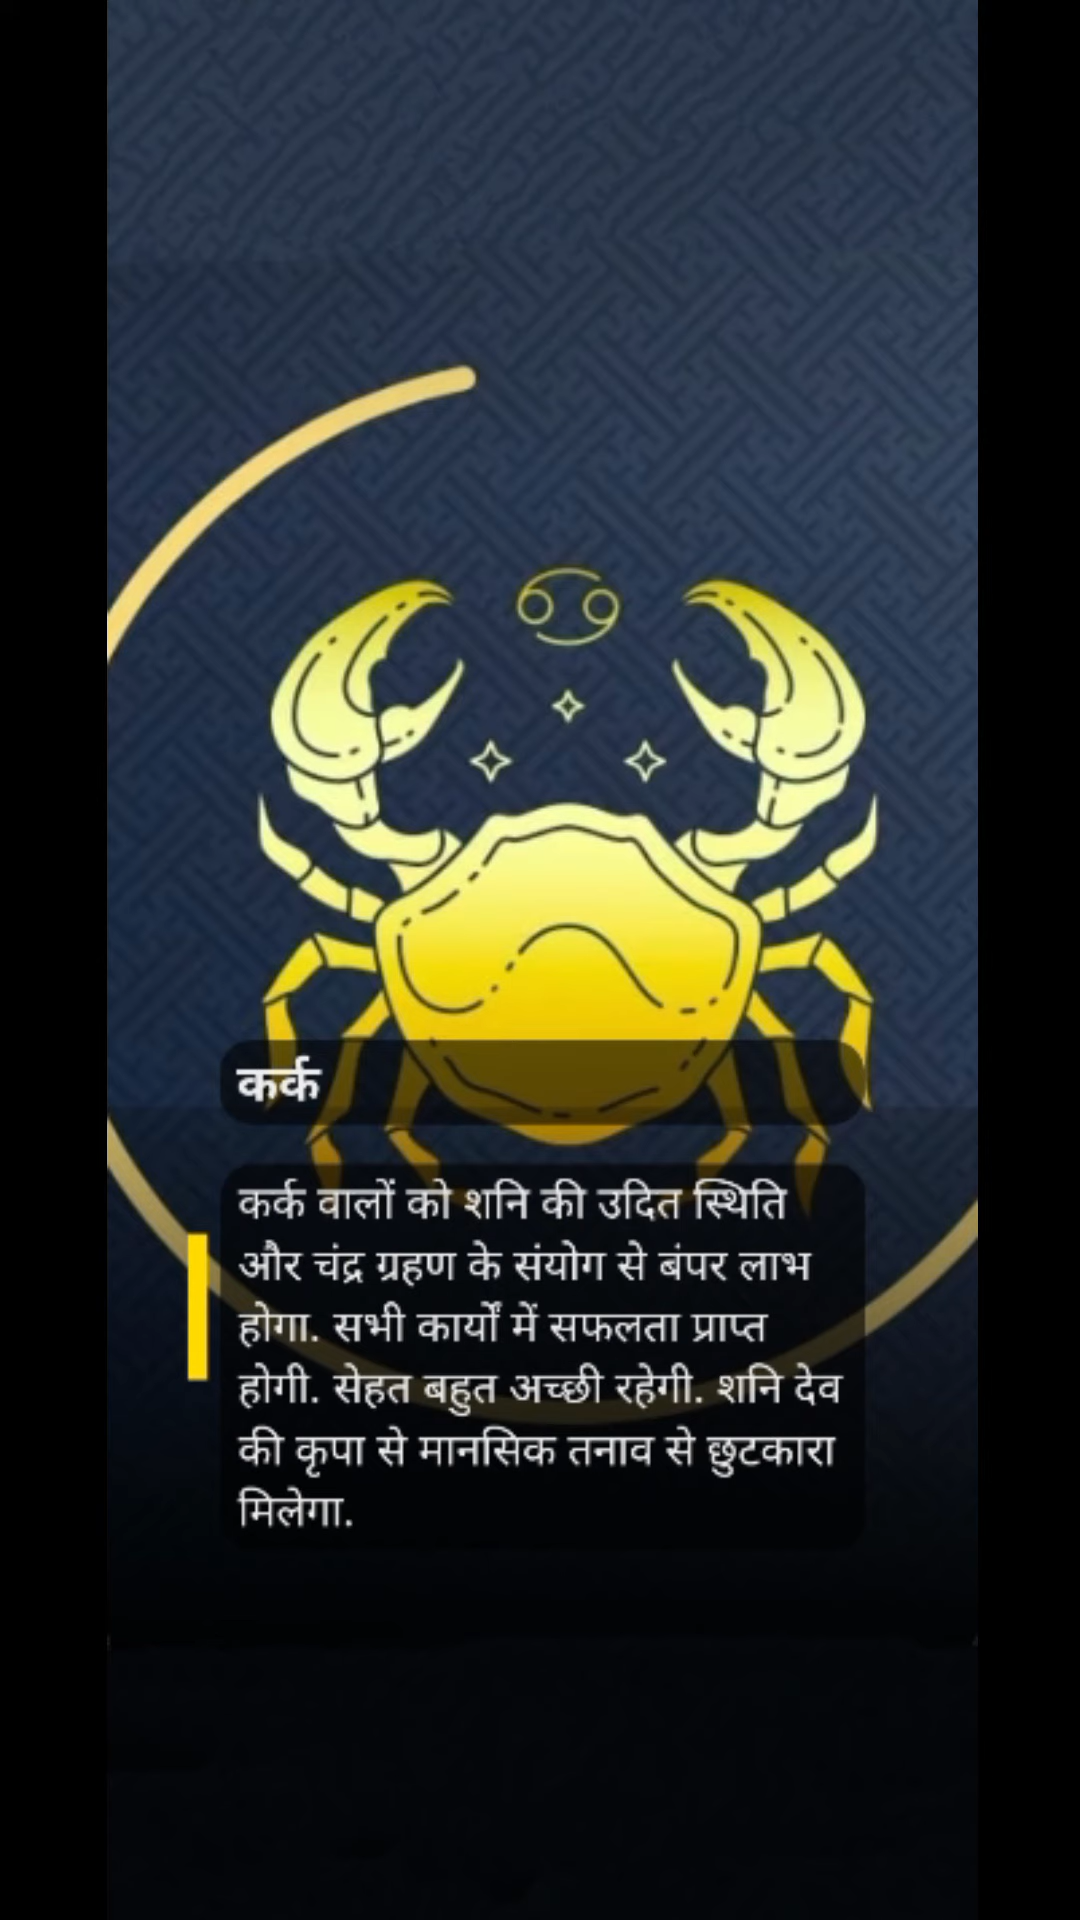 कर्क
कर्क वालों को शनि की उदित स्थिति
और चंद्र ग्रहण के संयोग से बंपर लाभ
होगा. सभी कार्यों में सफलता प्राप्त
होगी. सेहत बहुत अच्छी रहेगी. शनि देव
की कृपा से मानसिक तनाव से छुटकारा
मिलेगा.